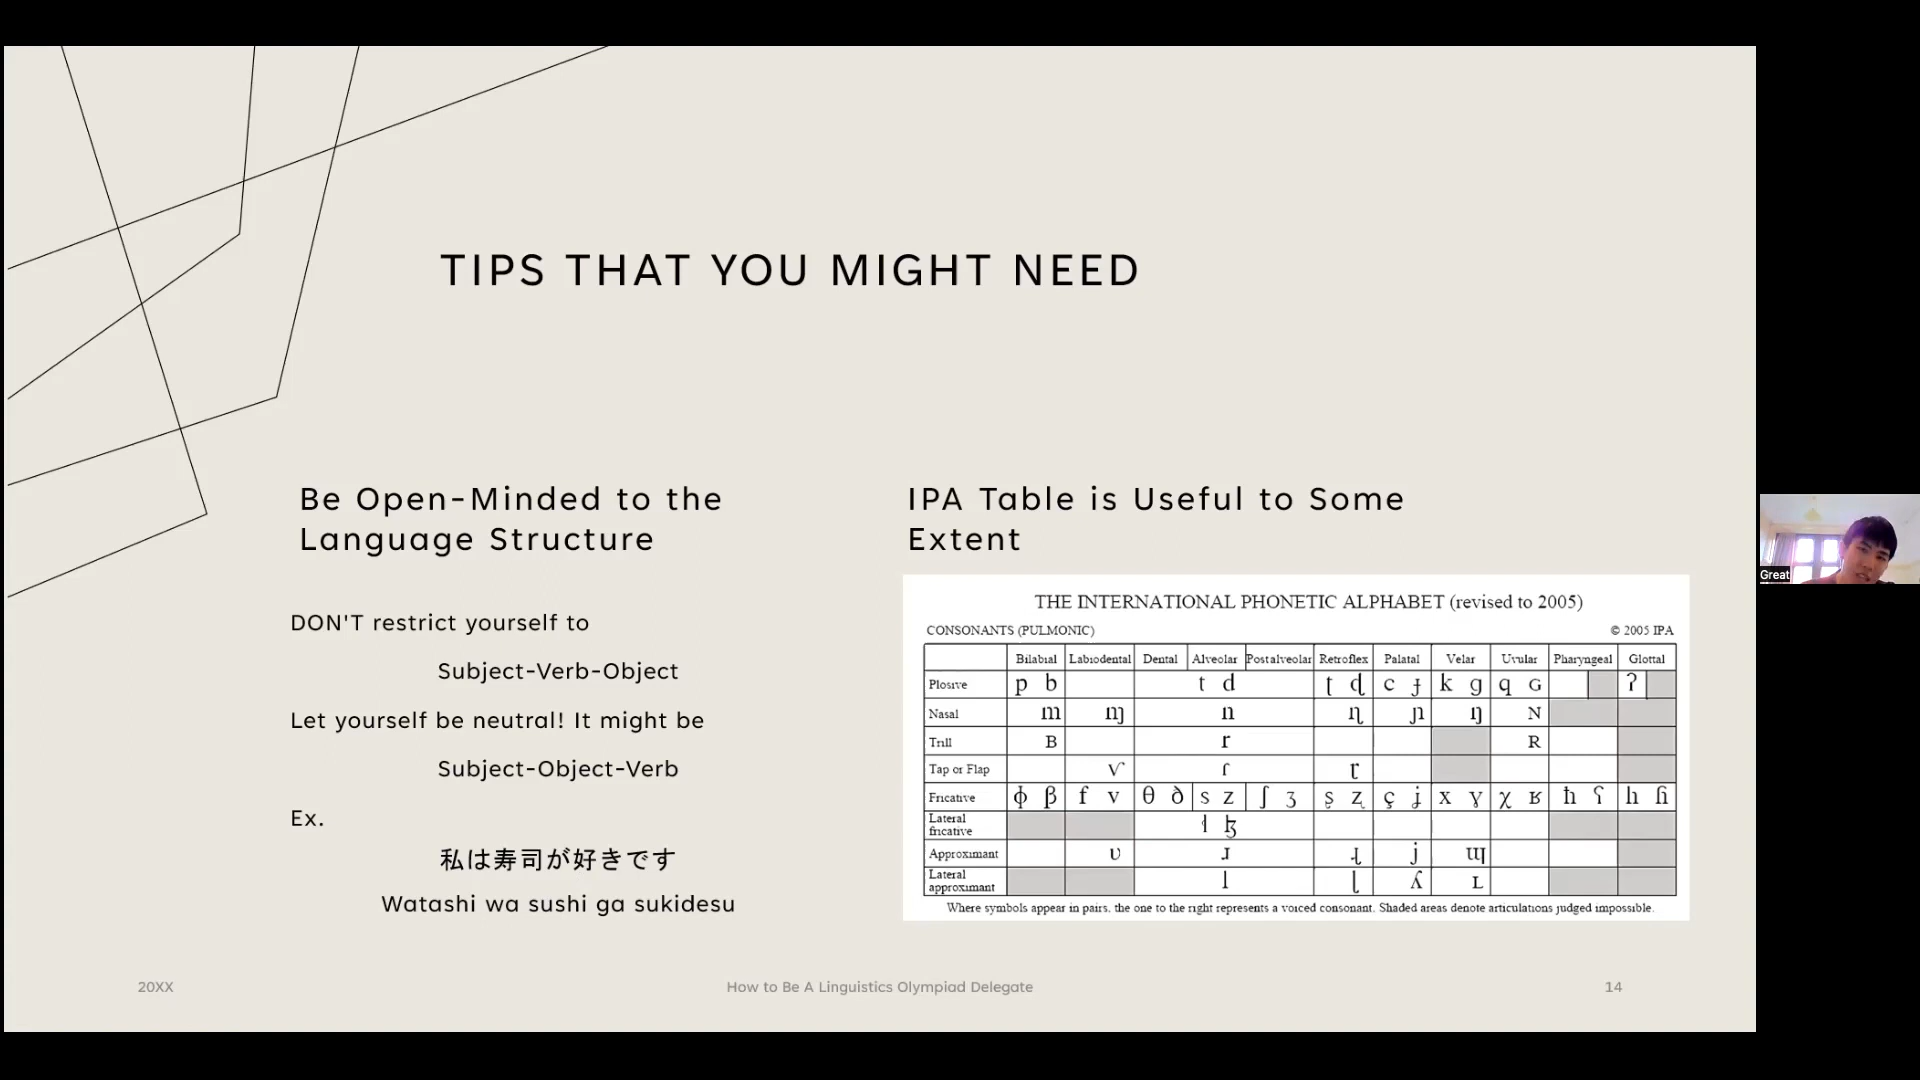 TIPS THAT YOU MIGHT NEED
Be Open-Minded to the
Language Structure
DON'T restrict yourself to
Subject-Verb-Object
Let yourself be neutral! It might be
Subject-Object-Verb
Ex.
私は寿司が好きです
Watashi wa sushi ga sukidesu
IPA Table is Useful to Some
Extent
THE INTERNATIONAL PHONETIC ALPHABET (revised to 2005)
CONSONANTS (PULMONIC) © 2005 IPA
Bilabial Labiodental Dental Alveolar Postalveolar Retroflex Palatal Velar Uvular Pharyngeal Glottal
Plosive p b t d ʈ ɖ c ɟ k ɡ q ɢ ʔ
Nasal m ɱ n ɳ ɲ ŋ ɴ
Trill ʙ r ʀ
Tap or Flap ⱱ ɾ ɽ
Fricative ɸ β f v θ ð s z ʃ ʒ ʂ ʐ ç ʝ x ɣ χ ʁ ħ ʕ h ɦ
Lateral
fricative ɬ ɮ
Approximant ʋ ɹ ɻ j ɰ
Lateral
approximant l ɭ ʎ ʟ
Where symbols appear in pairs, the one to the right represents a voiced consonant. Shaded areas denote articulations judged impossible.
20XX
How to Be A Linguistics Olympiad Delegate
14
Great